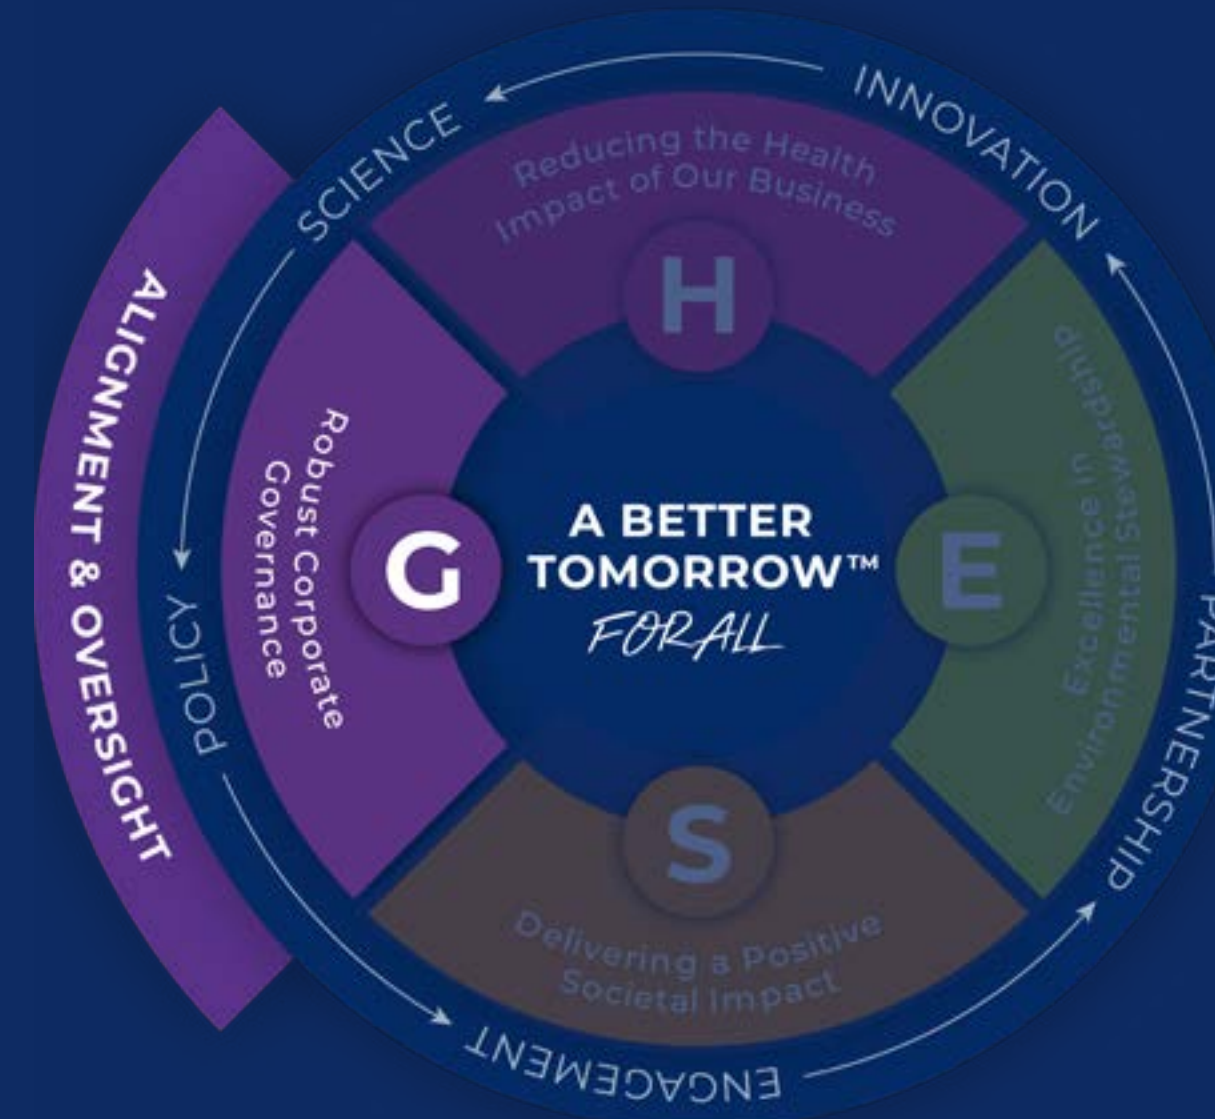 INNOVATION
SCIENCE
Reducing the Health
Impact of Our Business
H
ALIGNMENT & OVERSIGHT
POLICY
Robust Corporate
Governance
G
A BETTER
TOMORROW™
FOR ALL
E
Excellence in
Environmental Stewardship
PARTNERSHIP
S
Delivering a Positive
Societal Impact
ENGAGEMENT